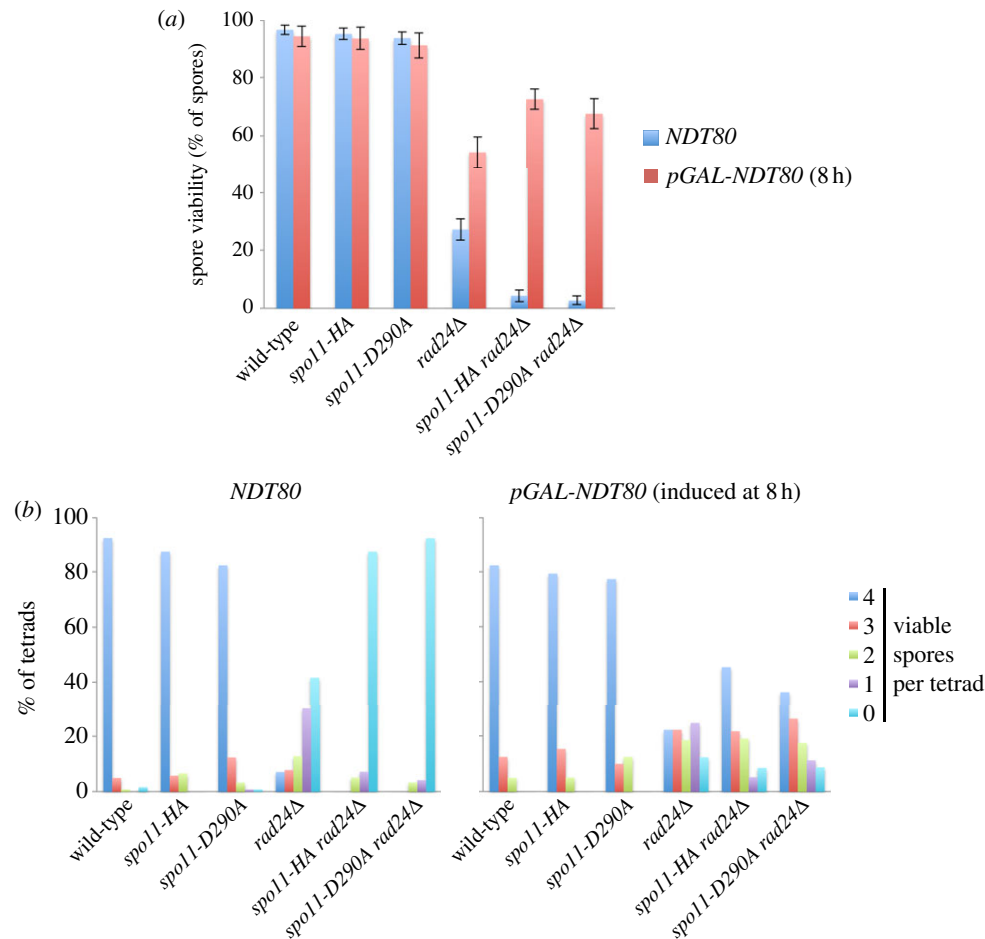 (a)
spore viability (% of spores)
100
80
60
40
20
0
wild-type
spo11-HA
spo11-D290A
rad24Δ
spo11-HA rad24Δ
spo11-D290A rad24Δ
NDT80
pGAL-NDT80 (8 h)
(b)
NDT80
pGAL-NDT80 (induced at 8 h)
% of tetrads
100
80
60
40
20
0
wild-type
spo11-HA
spo11-D290A
rad24Δ
spo11-HA rad24Δ
spo11-D290A rad24Δ
wild-type
spo11-HA
spo11-D290A
rad24Δ
spo11-HA rad24Δ
spo11-D290A rad24Δ
4
3 viable
2 spores
1 per tetrad
0